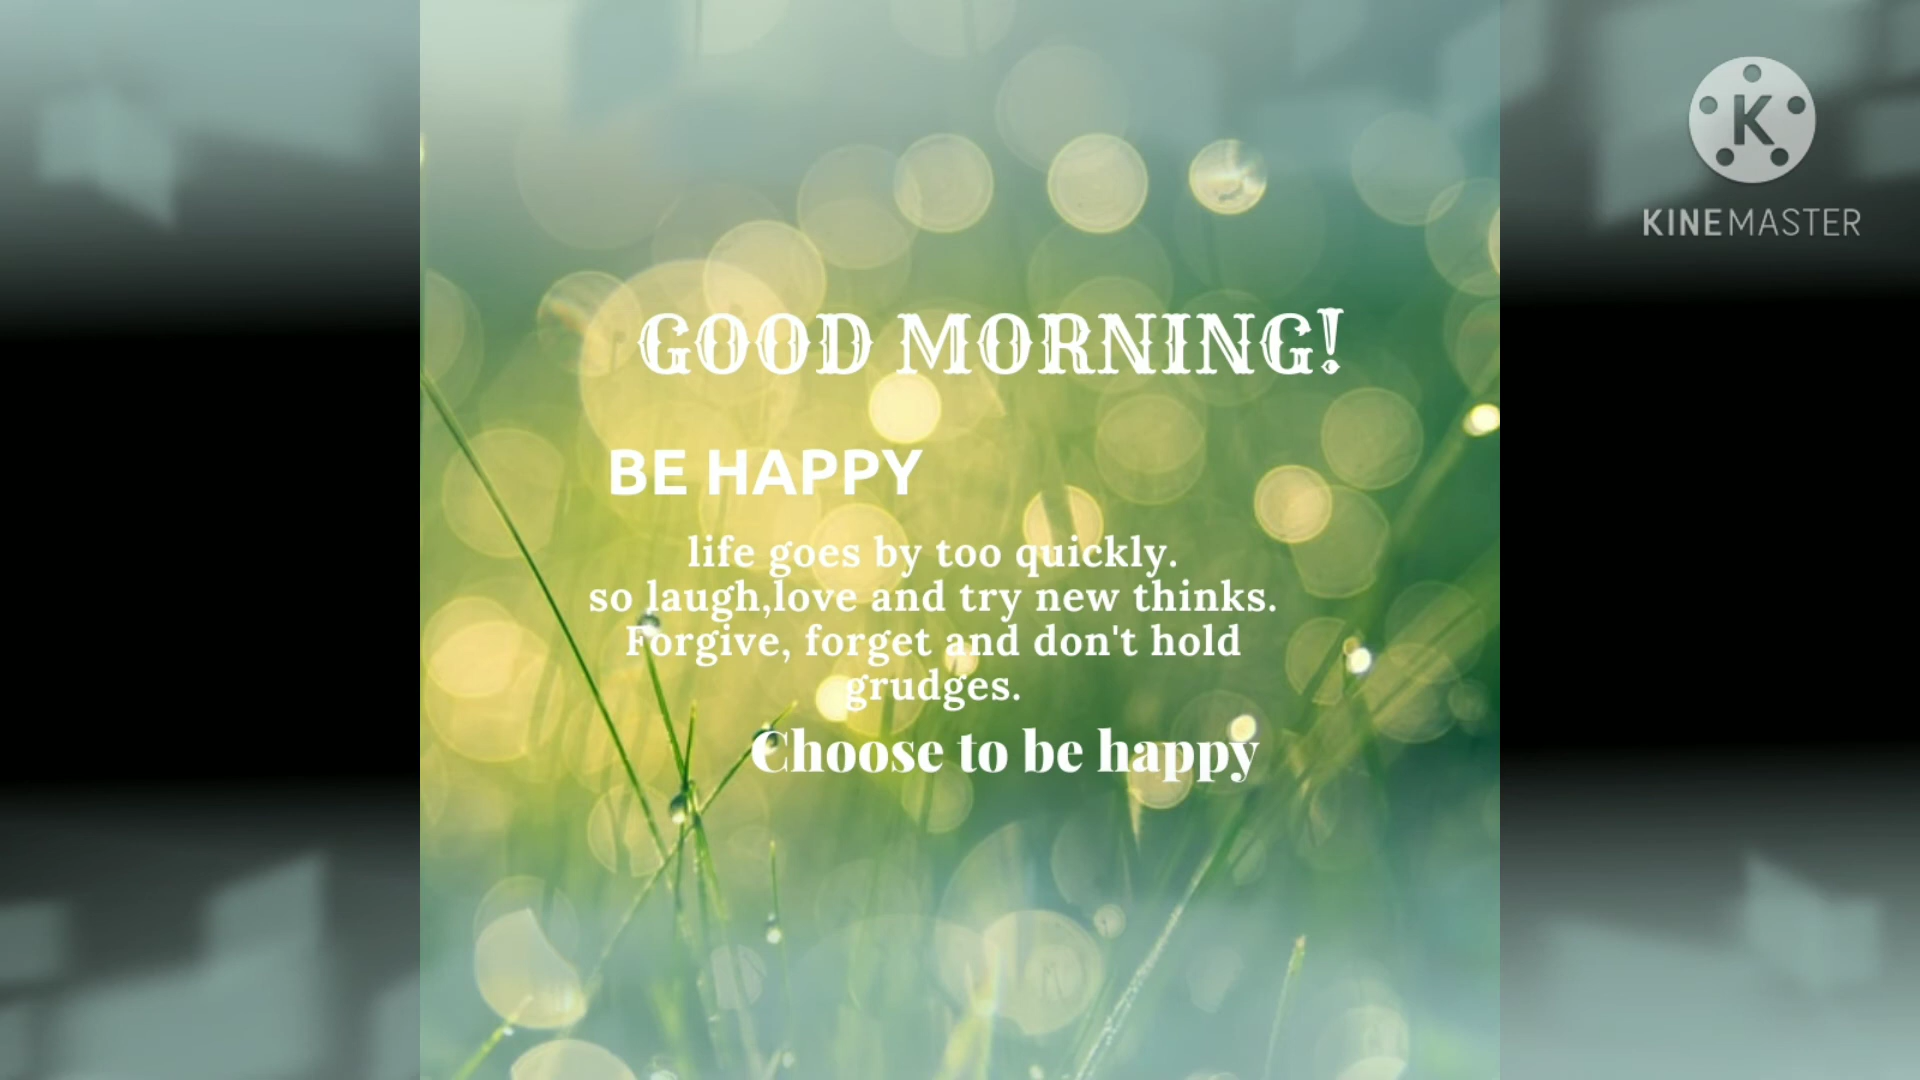 KINEMASTER
GOOD MORNING!
BE HAPPY
life goes by too quickly.
so laugh,love and try new thinks.
Forgive, forget and don't hold
grudges.
Choose to be happy